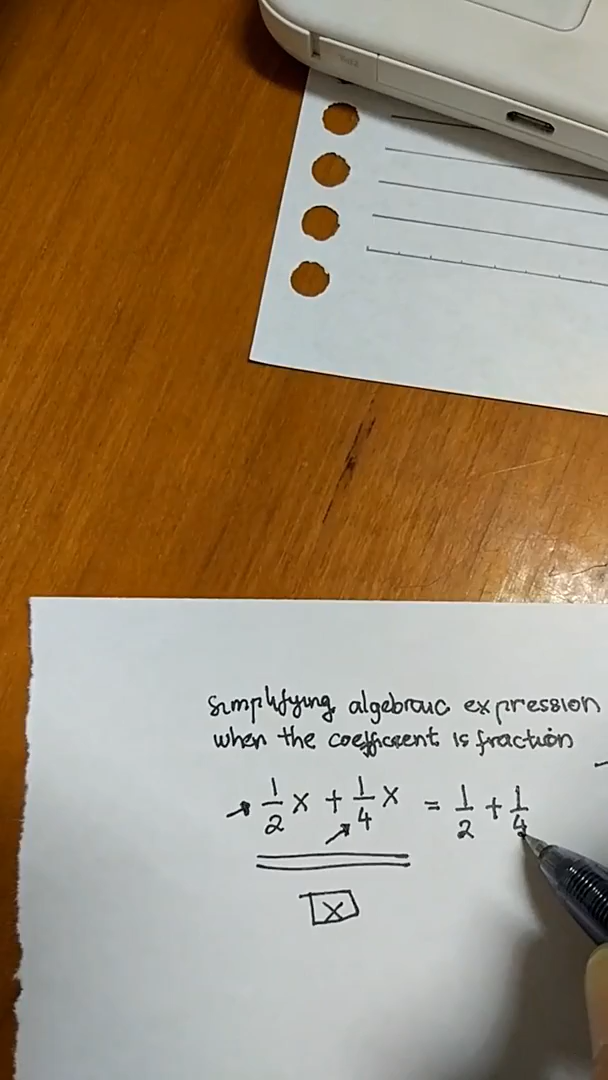 simplifying algebraic expression
when the coefficient is fraction
1/2 x + 1/4 x = 1/2 + 1/4
x